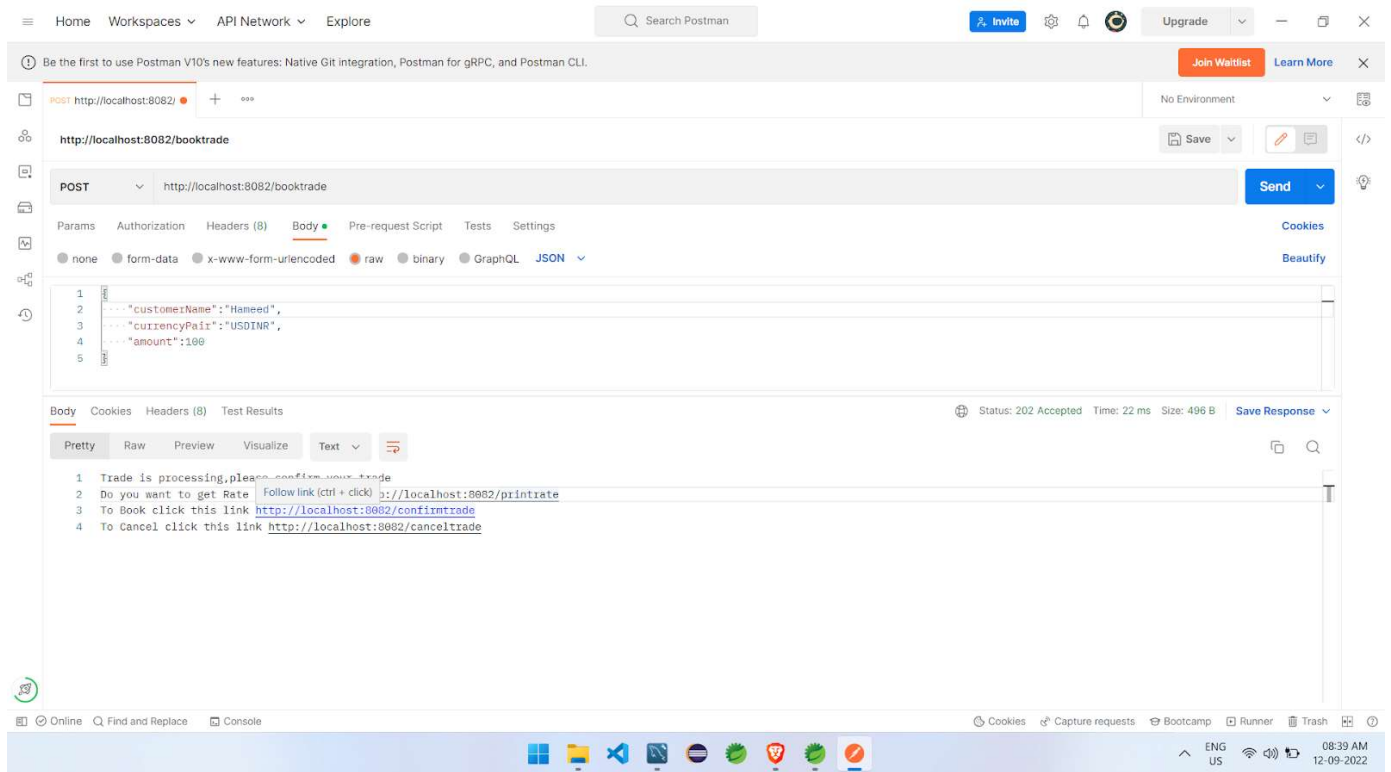 Home Workspaces API Network Explore Search Postman Invite Upgrade
Be the first to use Postman V10's new features: Native Git integration, Postman for gRPC, and Postman CLI. Join Waitlist Learn More
POST http://localhost:8082/ No Environment
http://localhost:8082/booktrade Save
POST http://localhost:8082/booktrade Send
Params Authorization Headers (8) Body Pre-request Script Tests Settings Cookies
none form-data x-www-form-urlencoded raw binary GraphQL JSON Beautify
1 {
2 "customerName":"Hameed",
3 "currencyPair":"USDINR",
4 "amount":100
5 }
Body Cookies Headers (8) Test Results Status: 202 Accepted Time: 22 ms Size: 496 B Save Response
Pretty Raw Preview Visualize Text
1 Trade is processing,please confirm your trade
2 Do you want to get Rate Follow link (ctrl + click) p://localhost:8082/printrate
3 To Book click this link http://localhost:8082/confirmtrade
4 To Cancel click this link http://localhost:8082/canceltrade
Online Find and Replace Console Cookies Capture requests Bootcamp Runner Trash
ENG 08:39 AM
US 12-09-2022